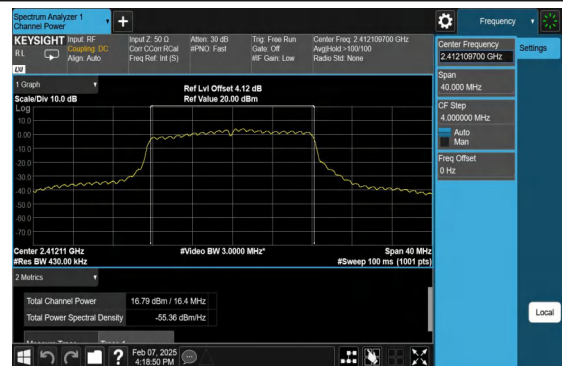 Spectrum Analyzer 1
Channel Power
+
Frequency
KEYSIGHT
R L
Input: RF
Coupling: DC
Align: Auto
Input Z: 50 Ω
Corr CCorr RCal
Freq Ref: Int (S)
Atten: 30 dB
#PNO: Fast
Trig: Free Run
Gate: Off
#IF Gain: Low
Center Freq: 2.412109700 GHz
Avg|Hold:>100/100
Radio Std: None
LXI
Center Frequency
2.412109700 GHz
Settings
Span
40.000 MHz
CF Step
4.000000 MHz
Auto
Man
Freq Offset
0 Hz
1 Graph
Scale/Div 10.0 dB
Ref Lvl Offset 4.12 dB
Ref Value 20.00 dBm
Log
10.0
0.00
-10.0
-20.0
-30.0
-40.0
-50.0
-60.0
-70.0
Center 2.41211 GHz
#Res BW 430.00 kHz
#Video BW 3.0000 MHz*
Span 40 MHz
#Sweep 100 ms (1001 pts)
2 Metrics
Total Channel Power 16.79 dBm / 16.4 MHz
Total Power Spectral Density -55.36 dBm/Hz
Local
?
Feb 07, 2025
4:18:50 PM